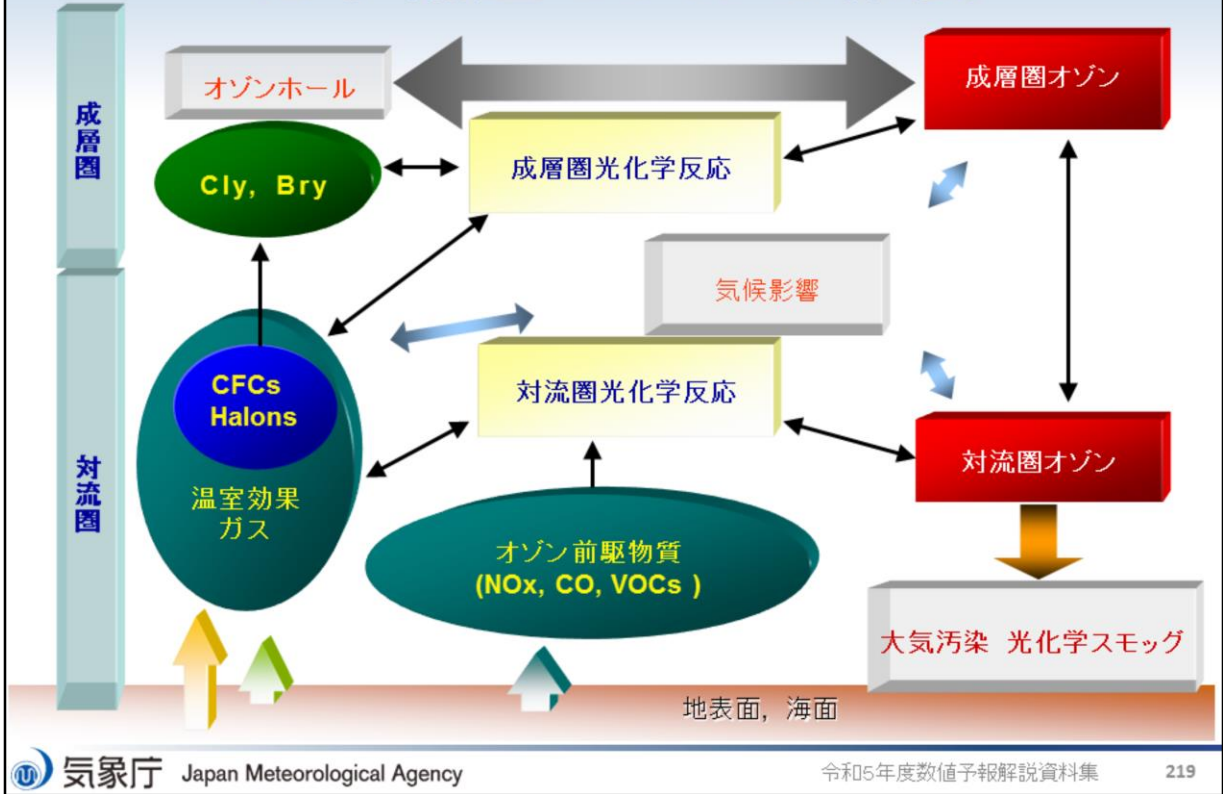 成層圏
オゾンホール
成層圏オゾン
Cly, Bry
成層圏光化学反応
気候影響
対流圏
CFCs
Halons
温室効果
ガス
対流圏光化学反応
対流圏オゾン
オゾン前駆物質
(NOx, CO, VOCs )
大気汚染 光化学スモッグ
地表面, 海面
気象庁 Japan Meteorological Agency
令和5年度数値予報解説資料集 219